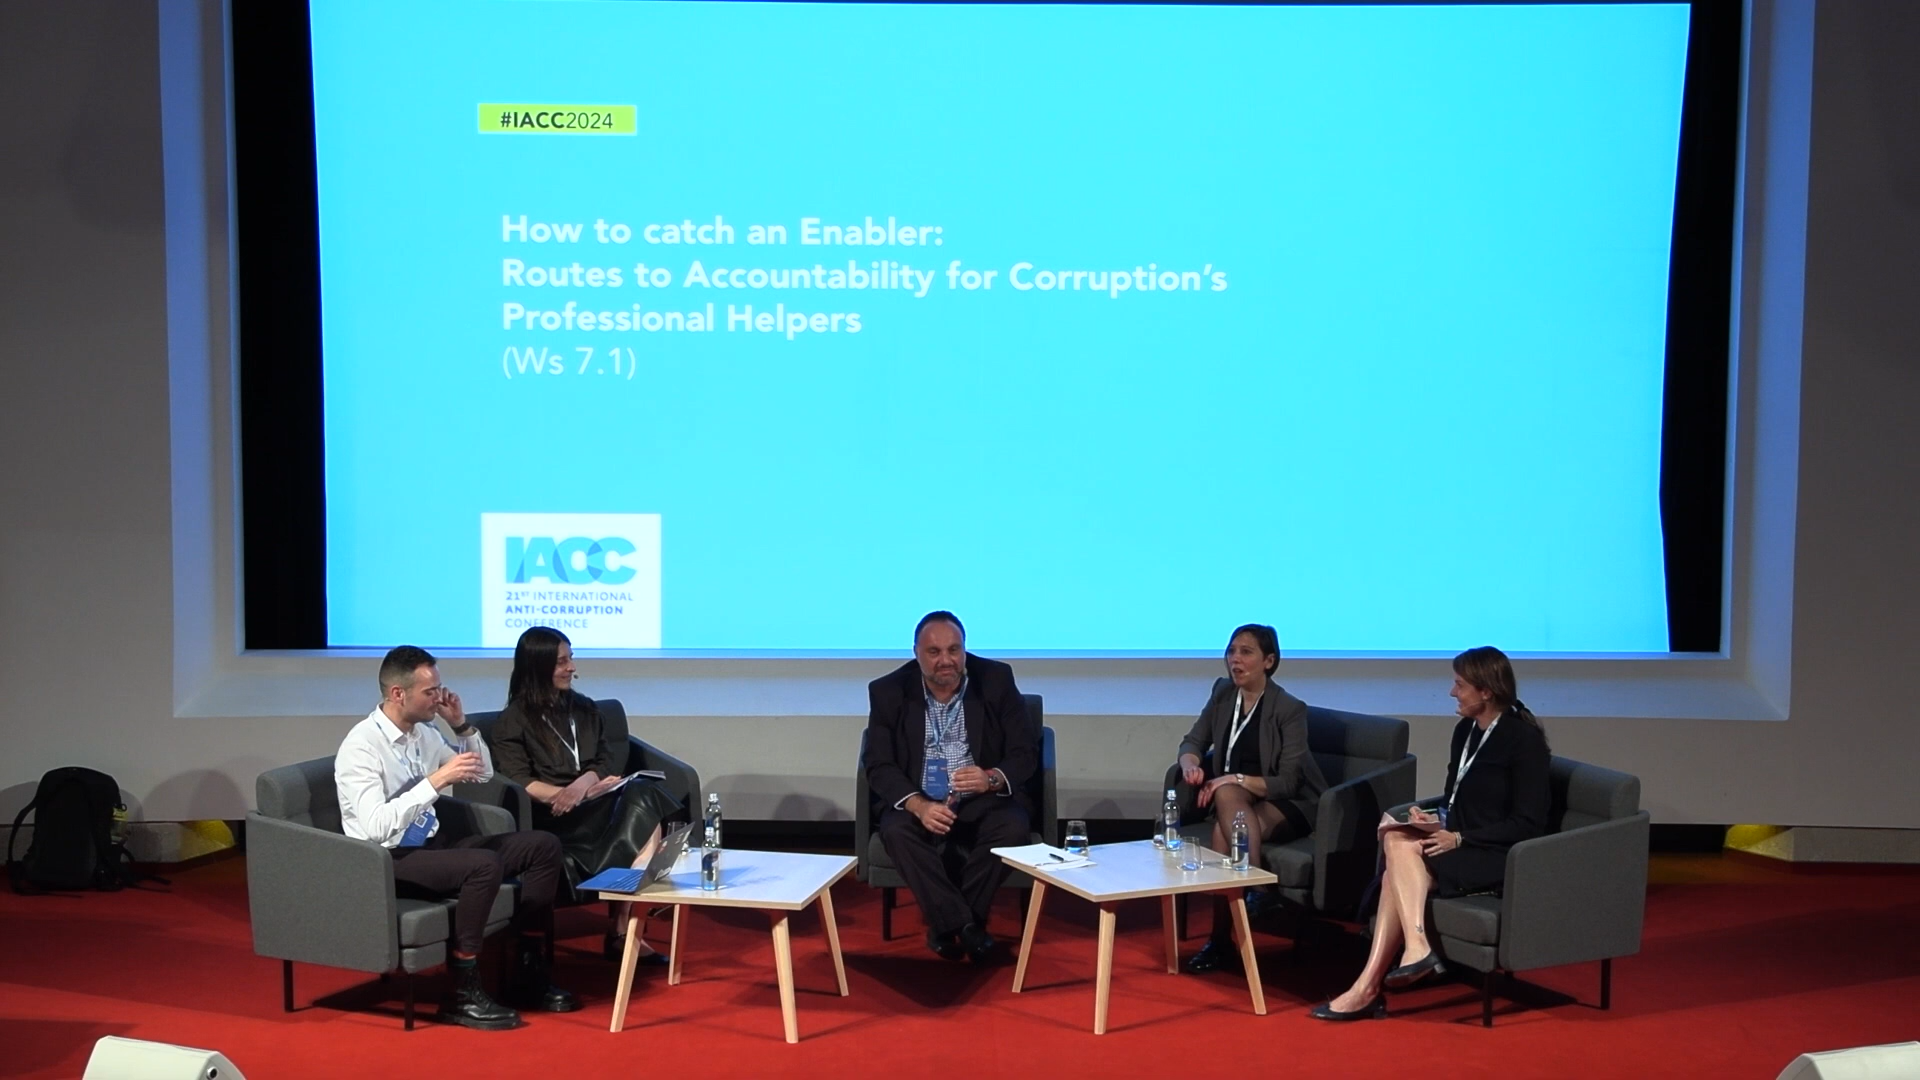 #IACC2024
How to catch an Enabler:
Routes to Accountability for Corruption’s
Professional Helpers
(Ws 7.1)
IACC
21ST INTERNATIONAL
ANTI-CORRUPTION
CONFERENCE